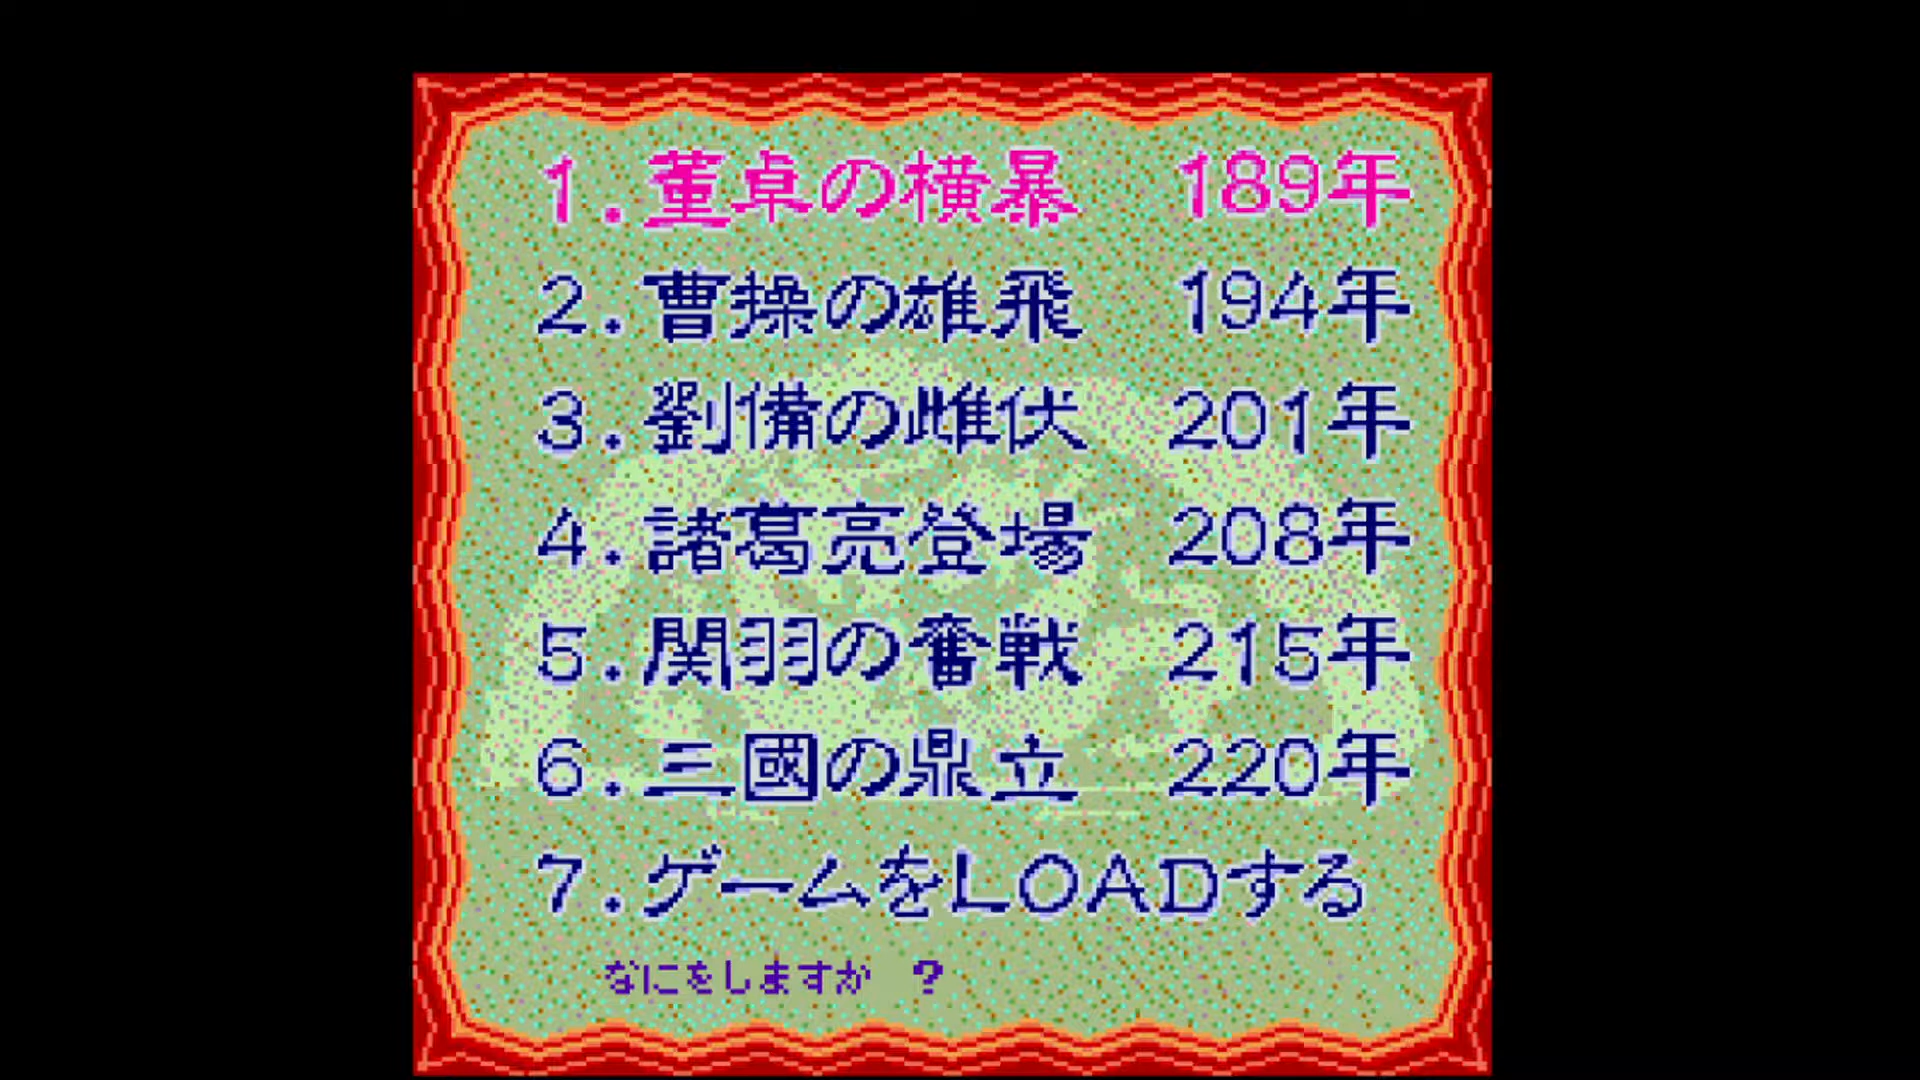 1.董卓の横暴 189年
2.曹操の雄飛 194年
3.劉備の雌伏 201年
4.諸葛亮登場 208年
5.関羽の奮戦 215年
6.三國の鼎立 220年
7.ゲームをLOADする
なにをしますか ?